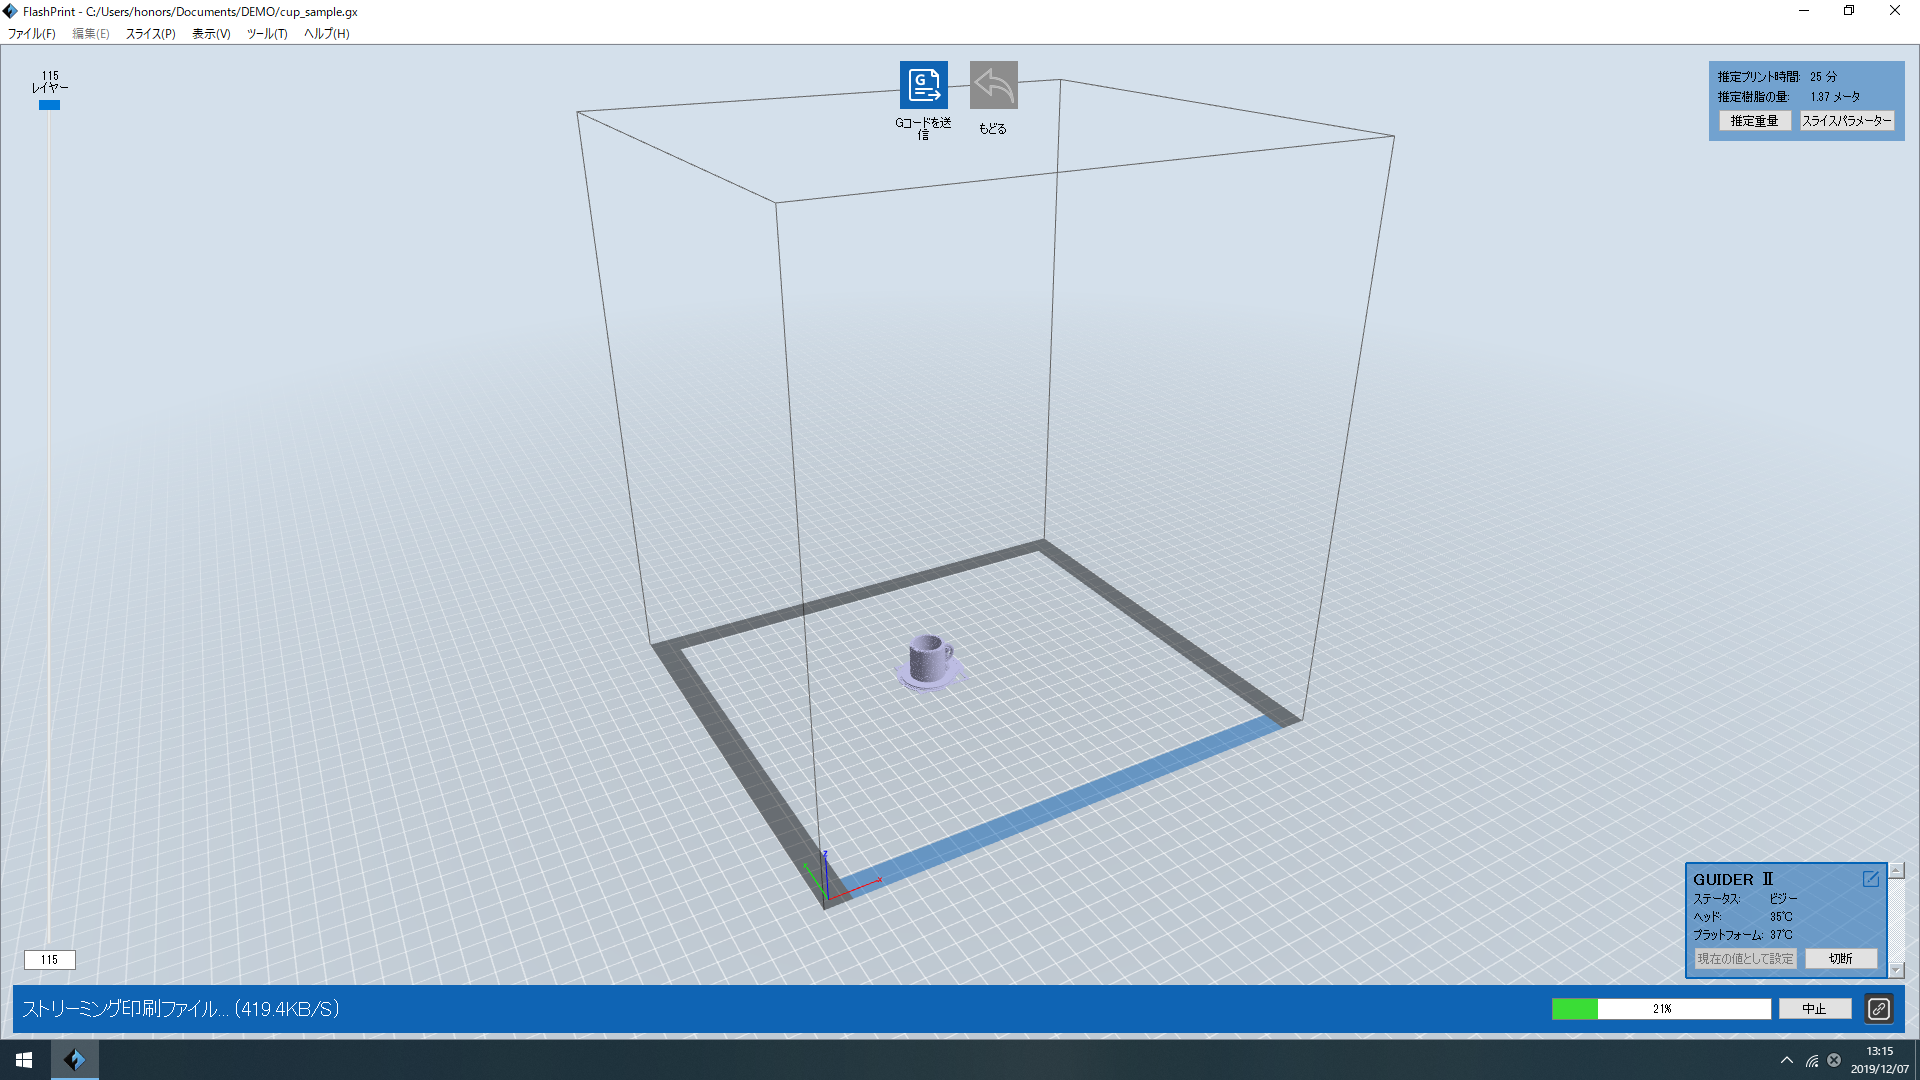 FlashPrint - C:/Users/honors/Documents/DEMO/cup_sample.gx
ファイル(F) 編集(E) スライス(P) 表示(V) ツール(T) ヘルプ(H)
115
レイヤー
Gコードを送
信
もどる
推定プリント時間: 25 分
推定樹脂の量: 1.37 メータ
推定重量 スライスパラメーター
GUIDER Ⅱ
ステータス: ビジー
ヘッド: 35℃
プラットフォーム: 37℃
現在の値として設定 切断
115
ストリーミング印刷ファイル... (419.4KB/S)
21%
中止
13:15
2019/12/07